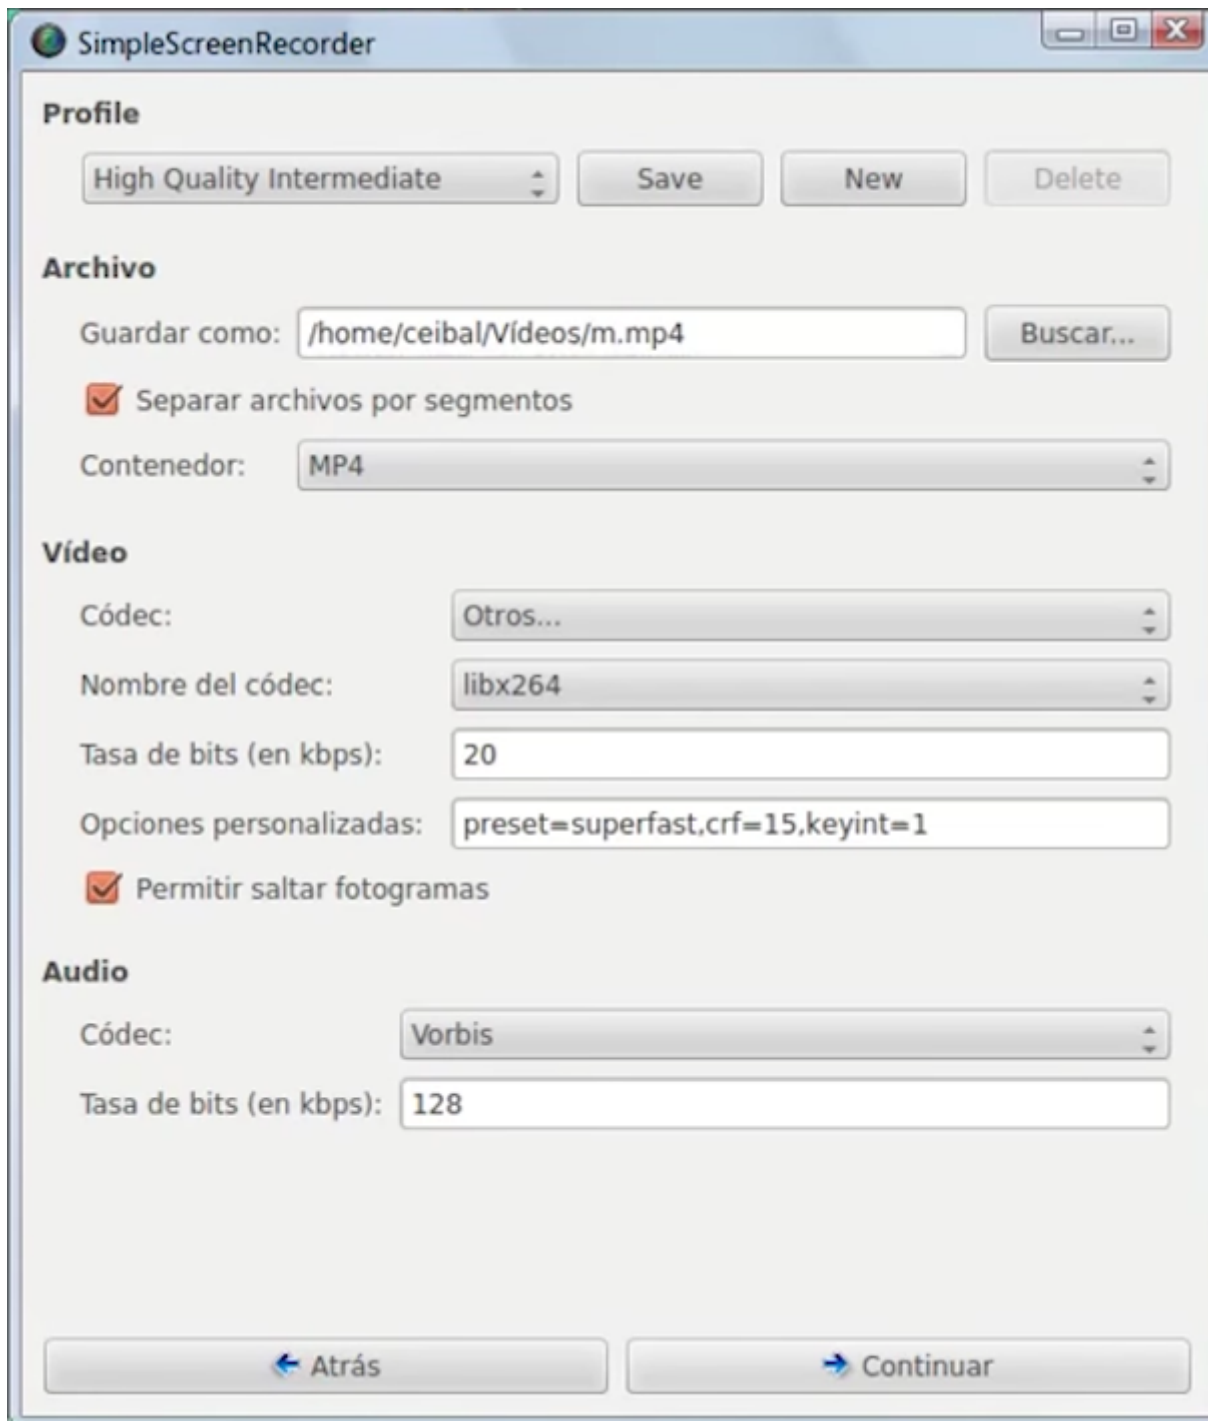 SimpleScreenRecorder
Profile
High Quality Intermediate Save New Delete
Archivo
Guardar como: /home/ceibal/Vídeos/m.mp4 Buscar...
Separar archivos por segmentos
Contenedor: MP4
Vídeo
Códec: Otros...
Nombre del códec: libx264
Tasa de bits (en kbps): 20
Opciones personalizadas: preset=superfast,crf=15,keyint=1
Permitir saltar fotogramas
Audio
Códec: Vorbis
Tasa de bits (en kbps): 128
Atrás Continuar